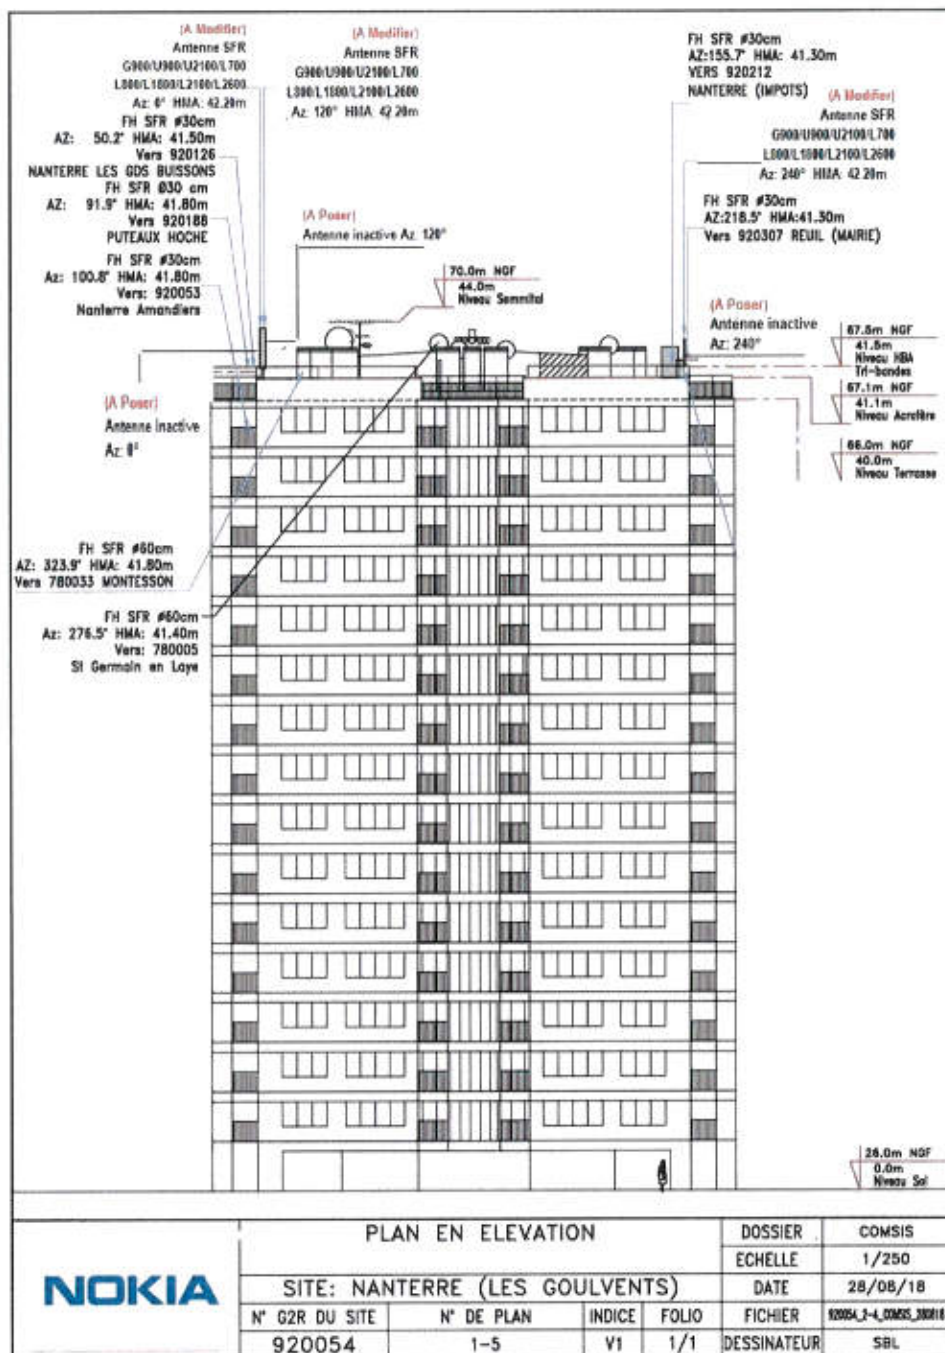 (A Modifier)
Antenne SFR
G900/U900/U2100/L700
L800/L1800/L2100/L2600
Az: 0° HMA: 42.20m
FH SFR ø30cm
AZ: 50.2° HMA: 41.50m
Vers 920126
NANTERRE LES GDS BUISSONS
FH SFR Ø30 cm
AZ: 91.9° HMA: 41.80m
Vers 920188
PUTEAUX HOCHE
FH SFR ø30cm
Az: 100.8° HMA: 41.80m
Vers: 920053
Nanterre Amandiers
(A Modifier)
Antenne SFR
G900/U900/U2100/L700
L800/L1800/L2100/L2600
Az: 120° HMA: 42.20m
FH SFR ø30cm
AZ:155.7° HMA: 41.30m
VERS 920212
NANTERRE (IMPOTS)
(A Modifier)
Antenne SFR
G900/U900/U2100/L700
L800/L1800/L2100/L2600
Az: 240° HMA: 42.20m
FH SFR ø30cm
AZ:218.5° HMA:41.30m
Vers 920307 REUIL (MAIRIE)
(A Poser)
Antenne inactive Az: 120°
70.0m NGF
44.0m
Niveau Sommital
(A Poser)
Antenne inactive
Az: 240°
67.5m NGF
41.5m
Niveau HBA
Tri-bandes
67.1m NGF
41.1m
Niveau Acrotère
66.0m NGF
40.0m
Niveau Terrasse
(A Poser)
Antenne Inactive
Az: 0°
FH SFR ø60cm
AZ: 323.9° HMA: 41.80m
Vers 780033 MONTESSON
FH SFR ø60cm
Az: 276.5° HMA: 41.40m
Vers: 780005
St Germain en Laye
26.0m NGF
0.0m
Niveau Sol
NOKIA
PLAN EN ELEVATION
SITE: NANTERRE (LES GOULVENTS)
N° G2R DU SITE
N° DE PLAN
INDICE
FOLIO
920054
1-5
V1
1/1
DOSSIER
COMSIS
ECHELLE
1/250
DATE
28/08/18
FICHIER
920054_2-4_COMSIS_280818
DESSINATEUR
SBL